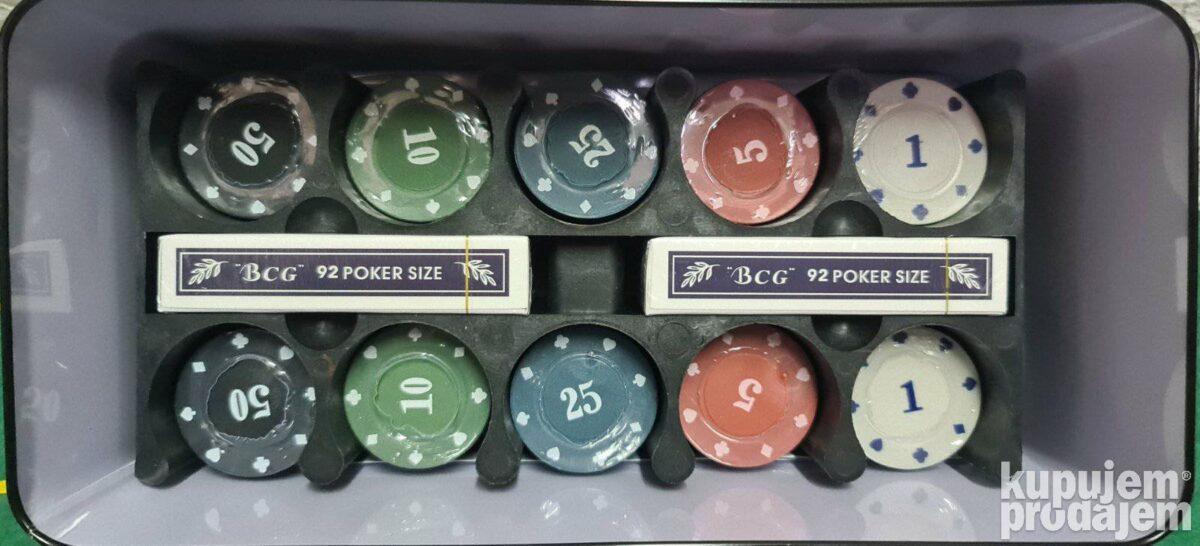 50 10 25 5 1
"BCG" 92 POKER SIZE
"BCG" 92 POKER SIZE
50 10 25 5 1
kupujem®
prodajem